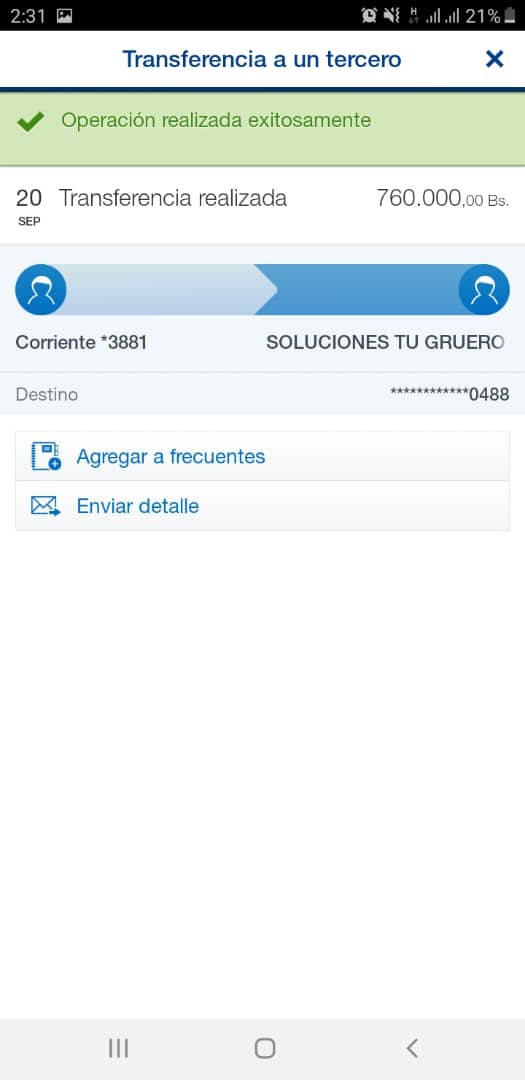 2:31 H 21%
Transferencia a un tercero
Operación realizada exitosamente
20 Transferencia realizada 760.000,00 Bs.
SEP
Corriente *3881 SOLUCIONES TU GRUERO
Destino ************0488
Agregar a frecuentes
Enviar detalle